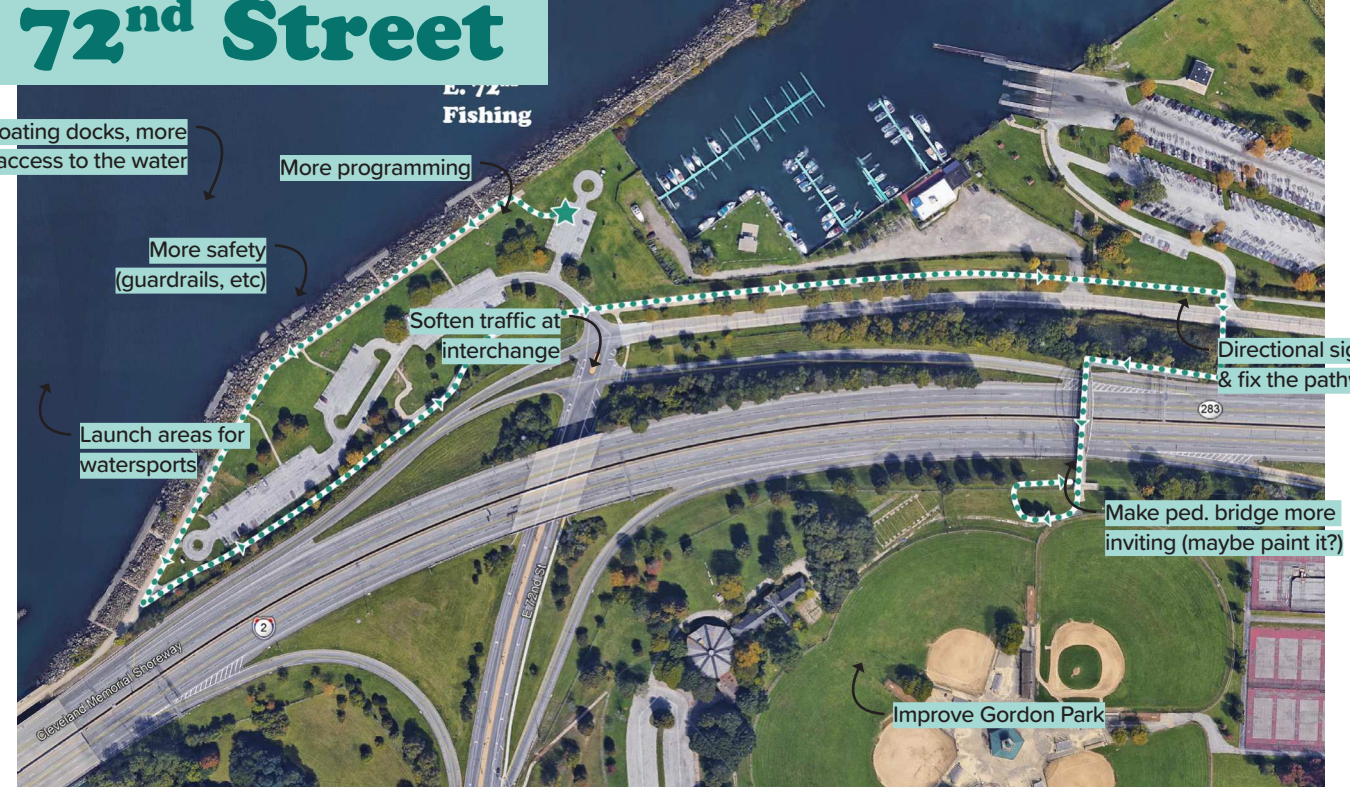 72nd Street
E. 72nd
Fishing
oating docks, more
access to the water
More programming
More safety
(guardrails, etc)
Soften traffic at
interchange
Directional sig
& fix the pathw
283
Launch areas for
watersports
Make ped. bridge more
inviting (maybe paint it?)
E 72nd St
2
Cleveland Memorial Shoreway
Improve Gordon Park